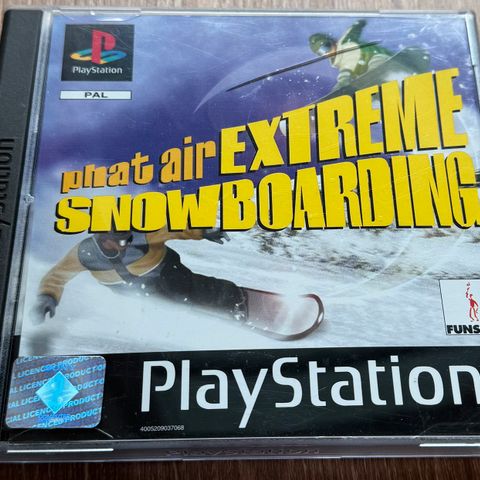 PlayStation
PAL
phat air EXTREME
SNOWBOARDING
FUNS
PlayStation
4005209037068